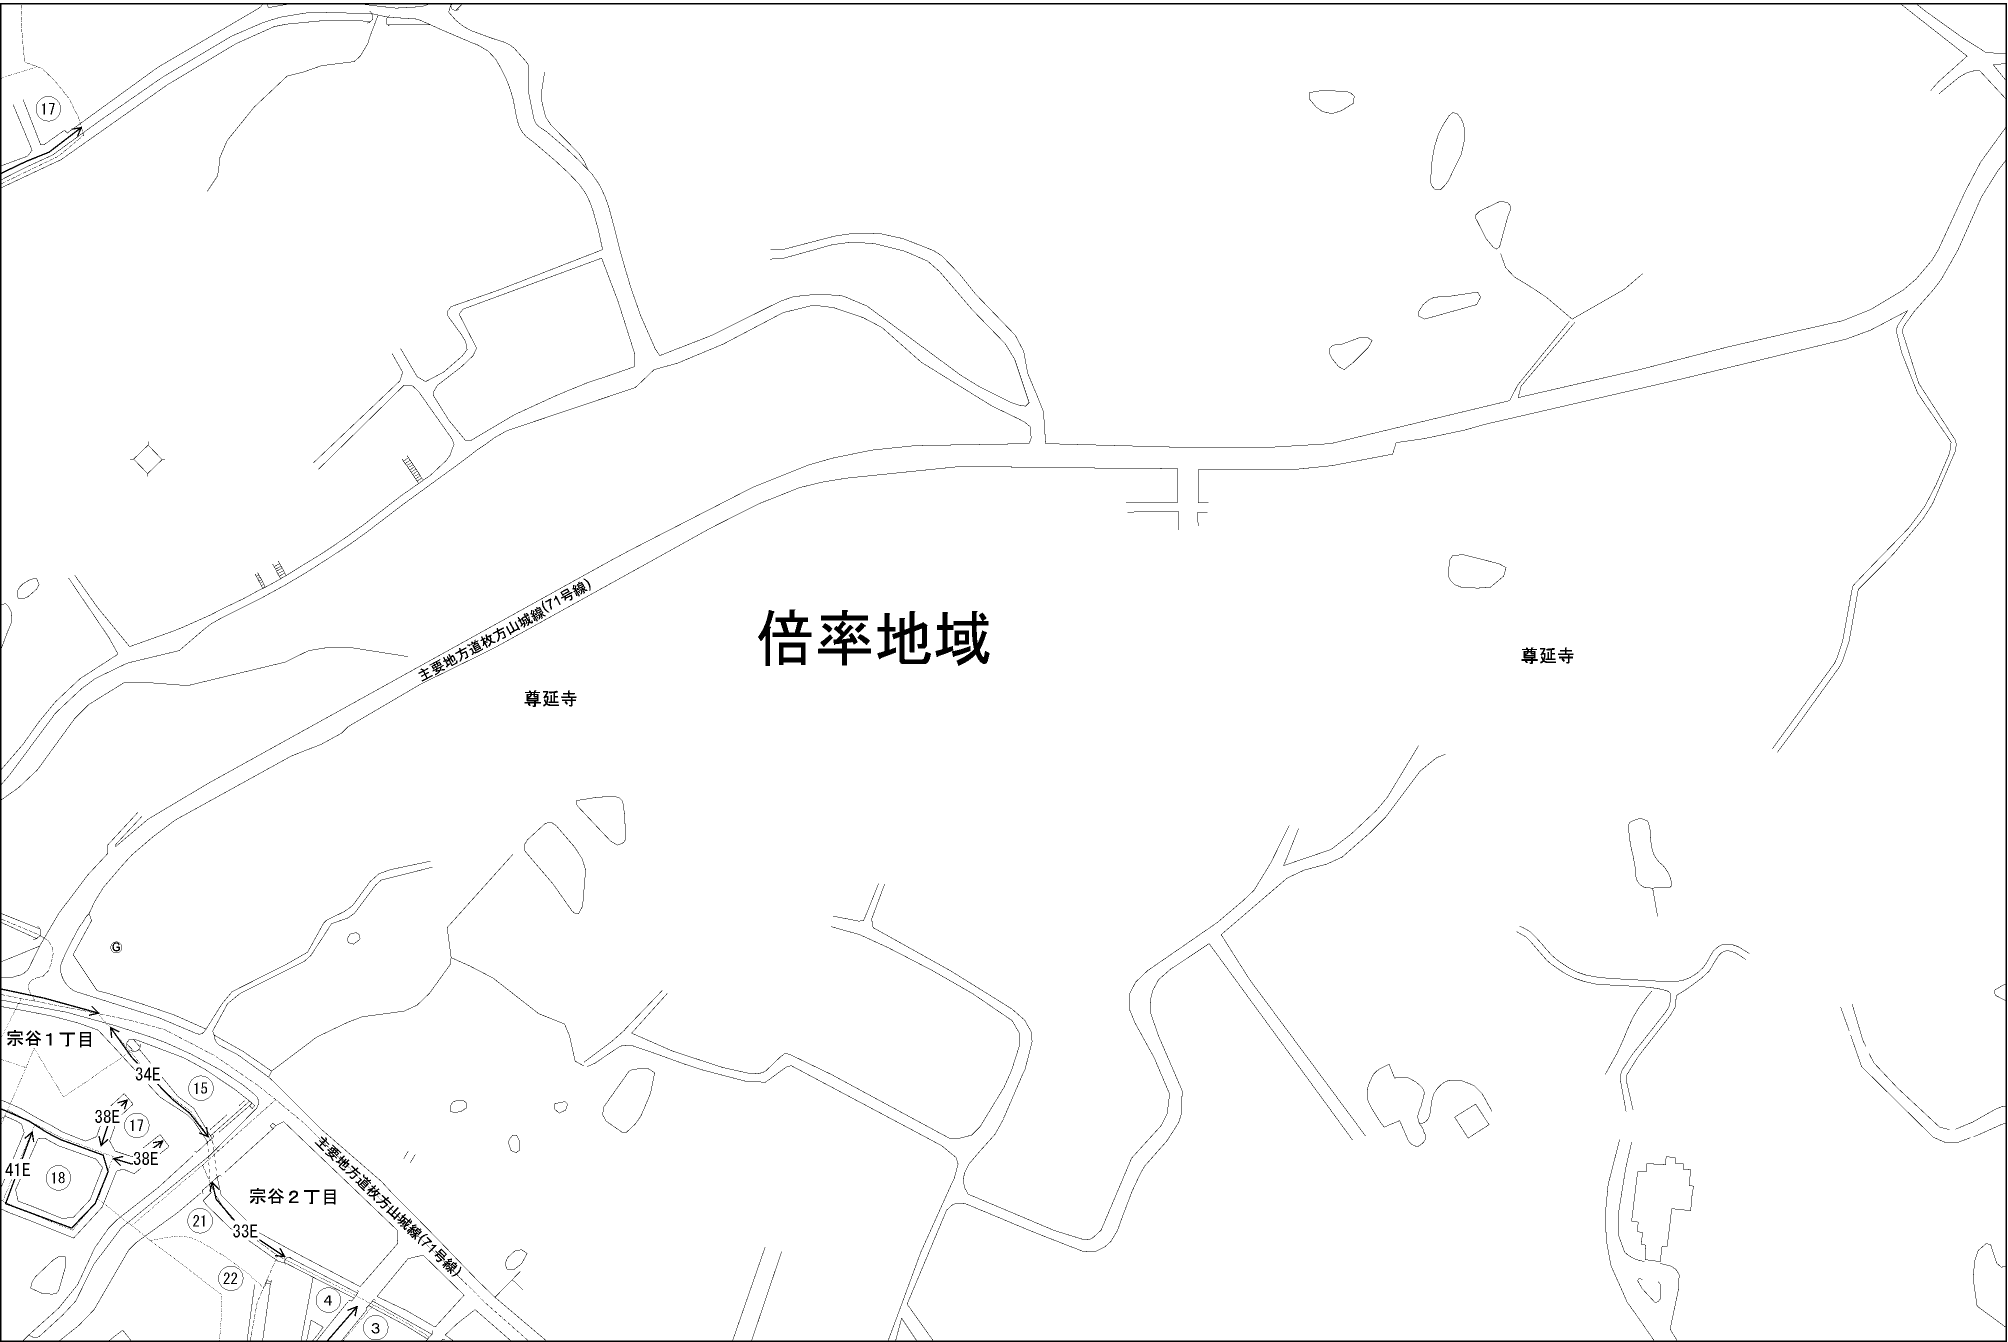 17
主要地方道枚方山城線(71号線)
倍率地域
尊延寺
尊延寺
G
宗谷1丁目
34E
15
38E
17
38E
41E
18
主要地方道枚方山城線(71号線)
宗谷2丁目
21
33E
22
4
3